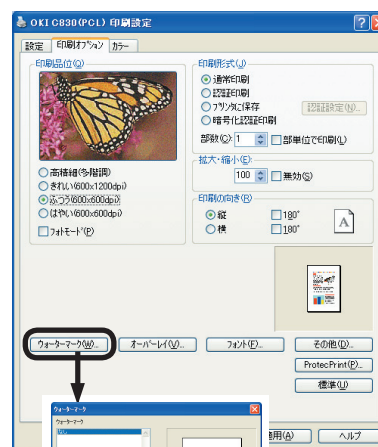 OKI C830(PCL) 印刷設定
設定 印刷ｵﾌﾟｼｮﾝ カラー
印刷品位(Q)
高精細(多階調)
きれい(600x1200dpi)
ふつう(600x600dpi)
はやい(600x600dpi)
ﾌｫﾄﾓｰﾄﾞ(P)
印刷形式(J)
通常印刷
認証印刷
ﾌﾟﾘﾝﾀに保存 認証設定(N)...
暗号化認証印刷
部数(C): 1 部単位で印刷(L)
拡大・縮小(E):
100 無効(S)
印刷の向き(R)
縦 180°
横 180°
A
ウォーターマーク(W)... オーバーレイ(V)... フォント(F)... その他(D)...
ProtecPrint(P)...
標準(U)
ウォーターマーク
ウォーターマーク
なし
用(A) ヘルプ